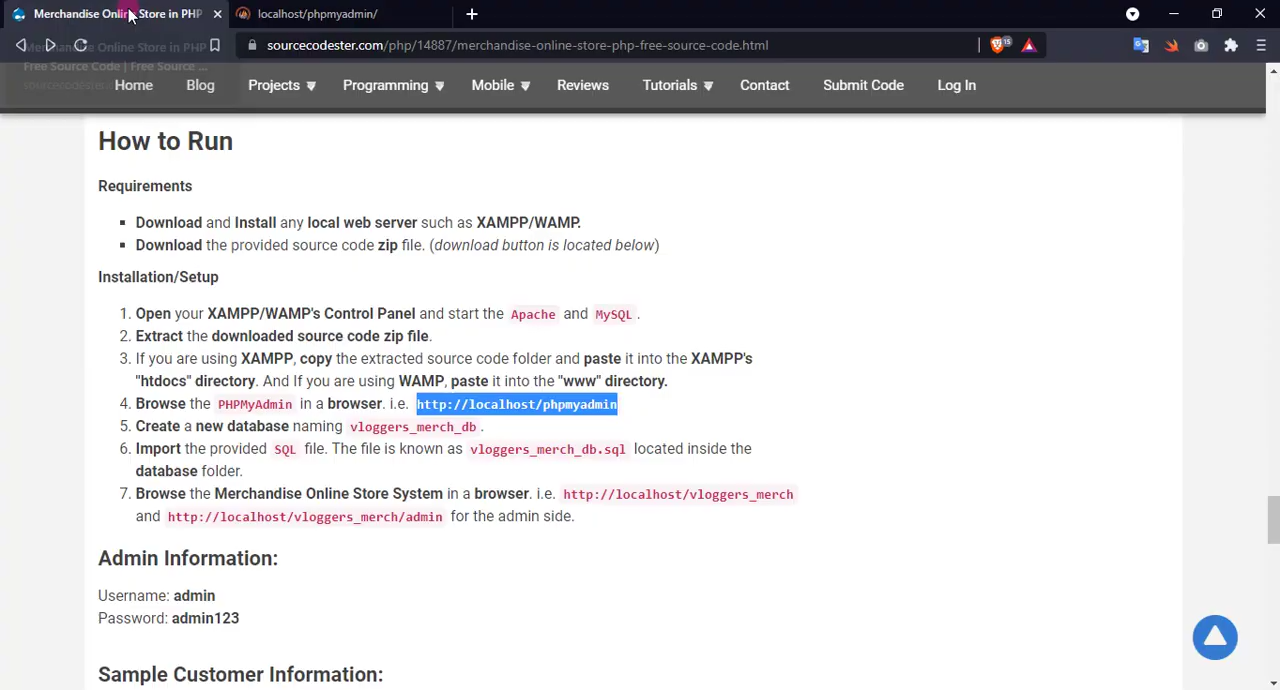 Merchandise Online Store in PHP
localhost/phpmyadmin/
sourcecodester.com/php/14887/merchandise-online-store-php-free-source-code.html
15
Merchandise Online Store in PHP
Free Source Code | Free Source ...
Home Blog Projects Programming Mobile Reviews Tutorials Contact Submit Code Log In
How to Run
Requirements
Download and Install any local web server such as XAMPP/WAMP.
Download the provided source code zip file. (download button is located below)
Installation/Setup
1. Open your XAMPP/WAMP's Control Panel and start the Apache and MySQL.
2. Extract the downloaded source code zip file.
3. If you are using XAMPP, copy the extracted source code folder and paste it into the XAMPP's
"htdocs" directory. And If you are using WAMP, paste it into the "www" directory.
4. Browse the PHPMyAdmin in a browser. i.e. http://localhost/phpmyadmin
5. Create a new database naming vloggers_merch_db.
6. Import the provided SQL file. The file is known as vloggers_merch_db.sql located inside the
database folder.
7. Browse the Merchandise Online Store System in a browser. i.e. http://localhost/vloggers_merch
and http://localhost/vloggers_merch/admin for the admin side.
Admin Information:
Username: admin
Password: admin123
Sample Customer Information: